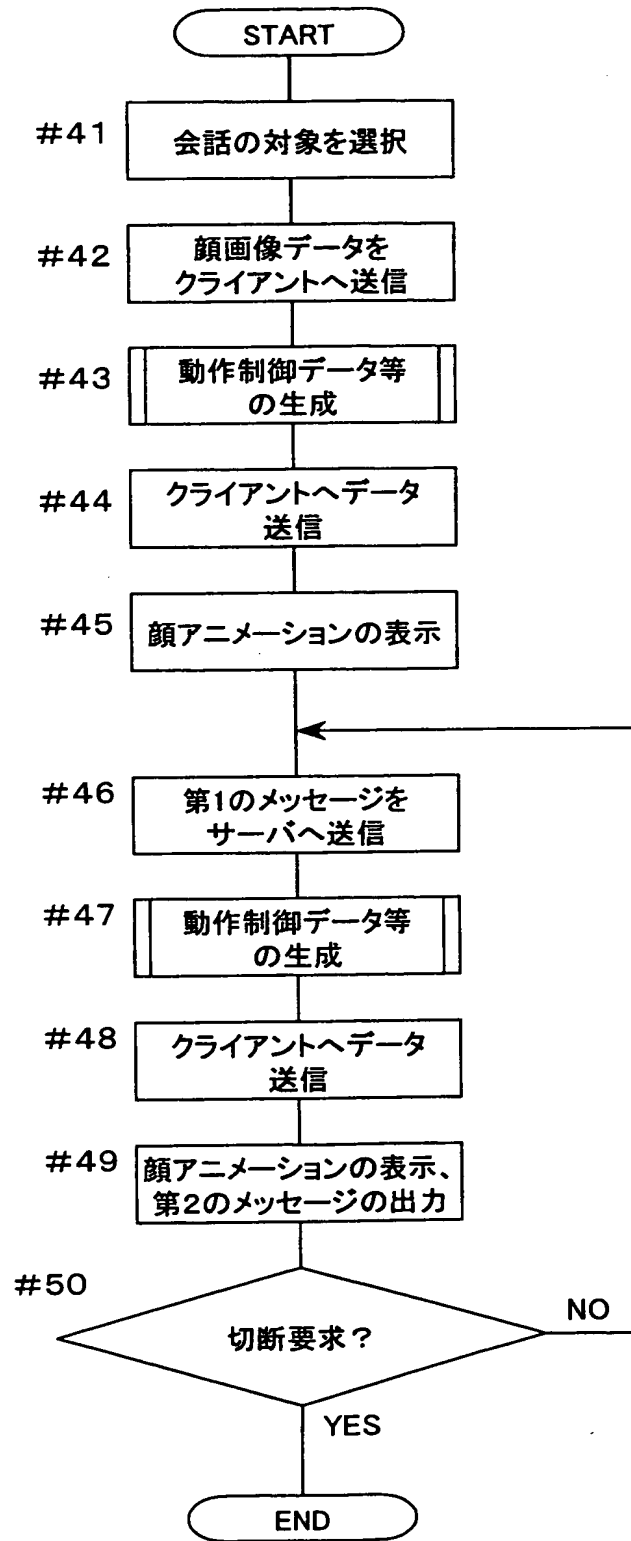 START
#41
会話の対象を選択
#42
顔画像データを
クライアントへ送信
#43
動作制御データ等
の生成
#44
クライアントへデータ
送信
#45
顔アニメーションの表示
#46
第1のメッセージを
サーバへ送信
#47
動作制御データ等
の生成
#48
クライアントへデータ
送信
#49
顔アニメーションの表示、
第2のメッセージの出力
#50
切断要求？
NO
YES
END